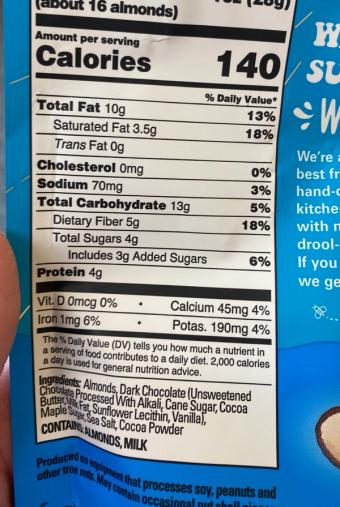 (about 16 almonds)
(28g)
Amount per serving
Calories 140
% Daily Value*
Total Fat 10g 13%
Saturated Fat 3.5g 18%
Trans Fat 0g
Cholesterol 0mg 0%
Sodium 70mg 3%
Total Carbohydrate 13g 5%
Dietary Fiber 5g 18%
Total Sugars 4g
Includes 3g Added Sugars 6%
Protein 4g
Vit. D 0mcg 0% • Calcium 45mg 4%
Iron 1mg 6% • Potas. 190mg 4%
The % Daily Value (DV) tells you how much a nutrient in
a serving of food contributes to a daily diet. 2,000 calories
a day is used for general nutrition advice.
Ingredients: Almonds, Dark Chocolate (Unsweetened
Chocolate Processed With Alkali, Cane Sugar, Cocoa
Butter, Milk Fat, Sunflower Lecithin, Vanilla),
Maple Sugar, Sea Salt, Cocoa Powder
CONTAINS: ALMONDS, MILK
Produced on equipment that processes soy, peanuts and
other tree nuts. May contain occasional nut shell
We're
best
hand-
kitche
with
drool-
If you
we